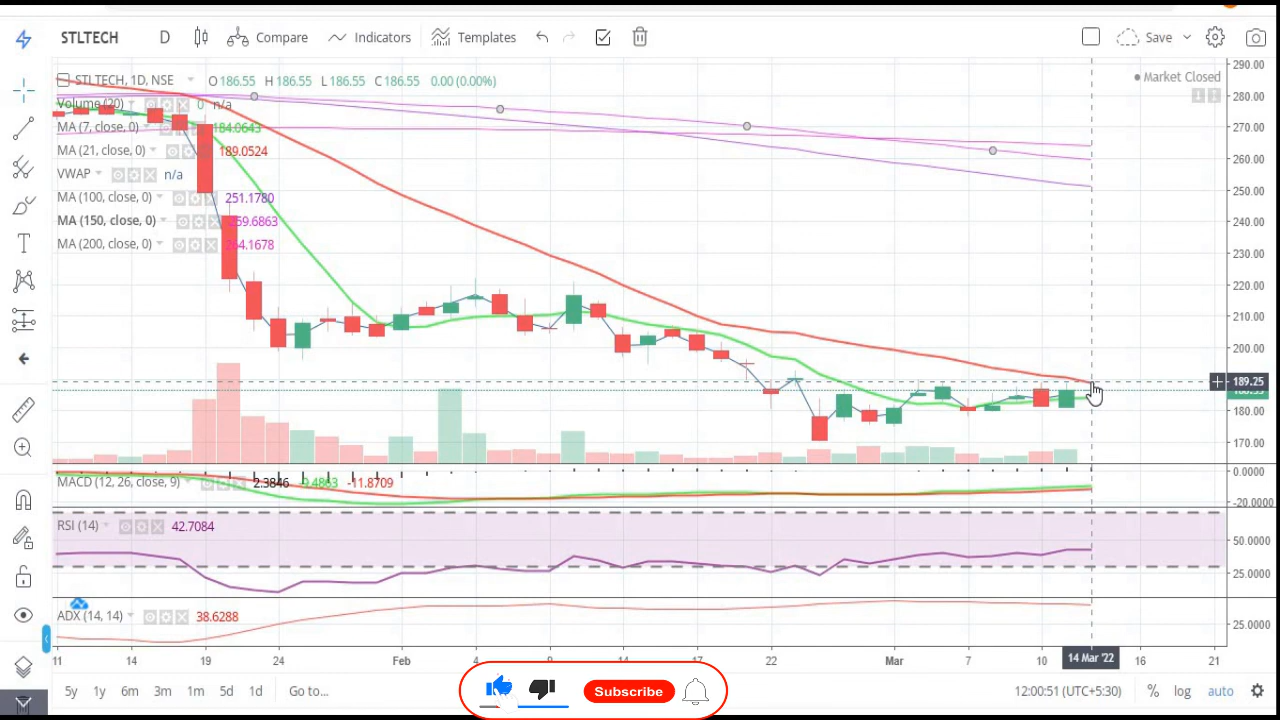 STLTECH D Compare Indicators Templates Save
STLTECH, 1D, NSE O 186.55 H 186.55 L 186.55 C 186.55 0.00 (0.00%)
Market Closed
Volume (20) 0 n/a
MA (7, close, 0) 184.0643
MA (21, close, 0) 189.0524
VWAP n/a
MA (100, close, 0) 251.1780
MA (150, close, 0) 259.6863
MA (200, close, 0) 264.1678
290.00
280.00
270.00
260.00
250.00
240.00
230.00
220.00
210.00
200.00
189.25
180.00
170.00
MACD (12, 26, close, 9) 2.3846 -9.4863 -11.8709
0.0000
-20.0000
RSI (14) 42.7084
50.0000
25.0000
ADX (14, 14) 38.6288
25.0000
11 14 19 24 Feb 4 9 14 17 22 Mar 7 10 14 Mar '22 16 21
5y 1y 6m 3m 1m 5d 1d Go to... 12:00:51 (UTC+5:30) % log auto
Subscribe